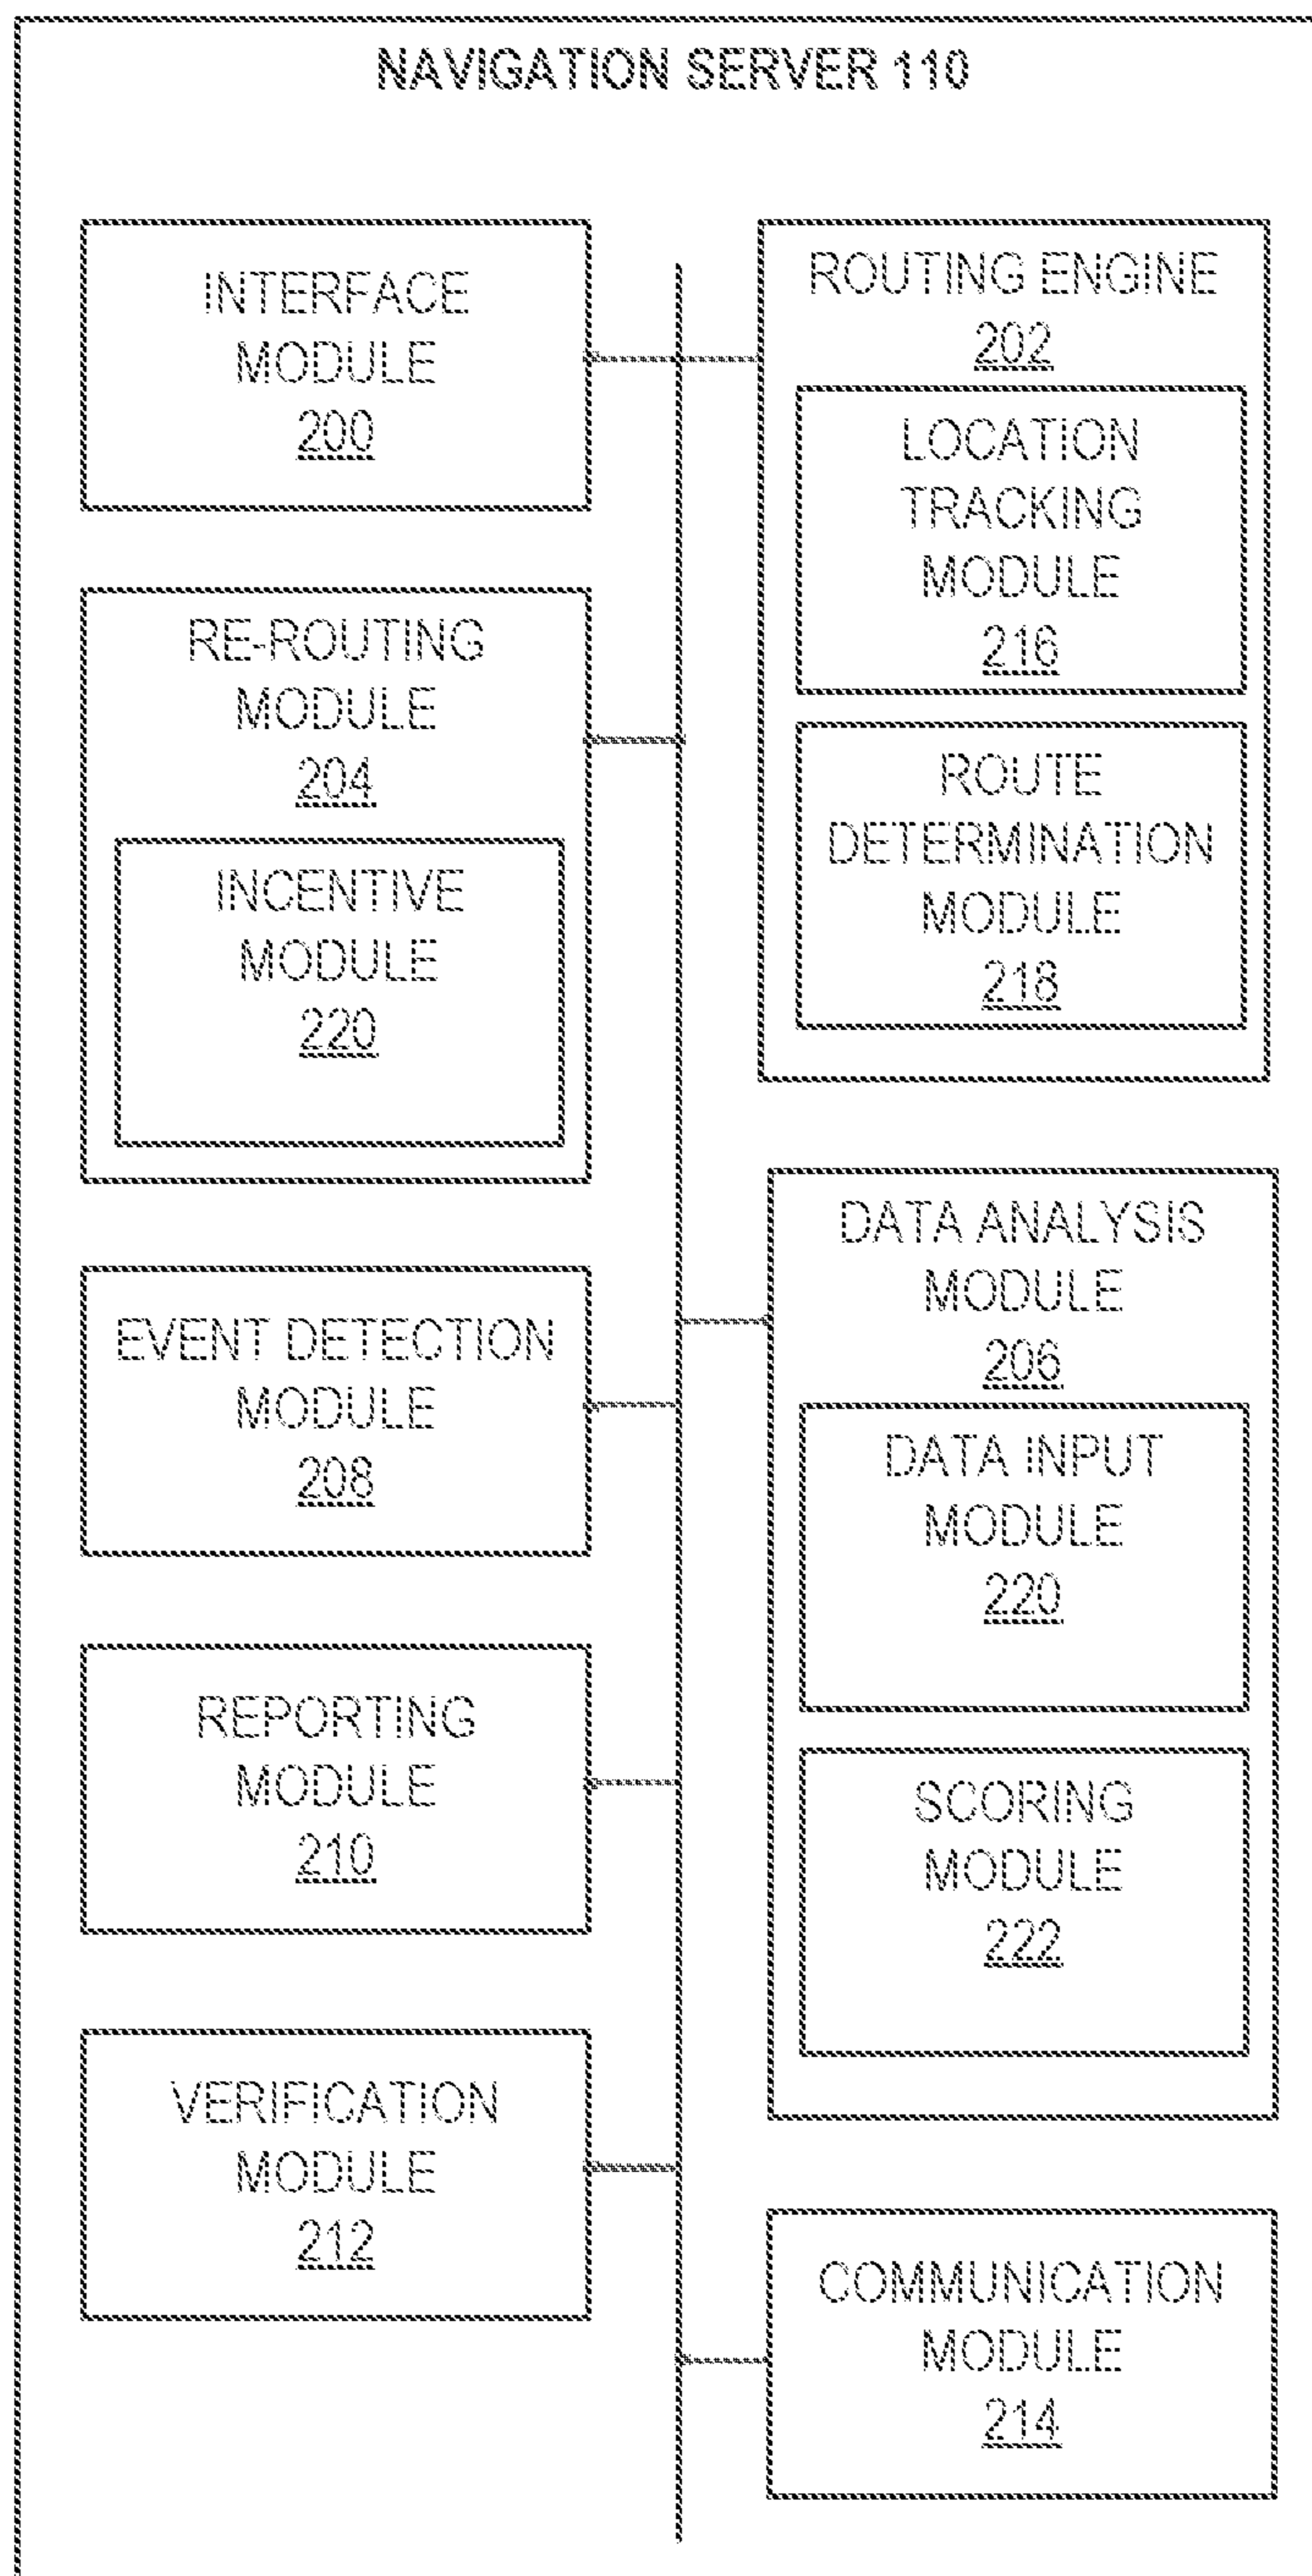 NAVIGATION SERVER 110
INTERFACE
MODULE
200
ROUTING ENGINE
202
LOCATION
TRACKING
MODULE
216
ROUTE
DETERMINATION
MODULE
218
RE-ROUTING
MODULE
204
INCENTIVE
MODULE
220
DATA ANALYSIS
MODULE
206
DATA INPUT
MODULE
220
SCORING
MODULE
222
EVENT DETECTION
MODULE
208
REPORTING
MODULE
210
VERIFICATION
MODULE
212
COMMUNICATION
MODULE
214